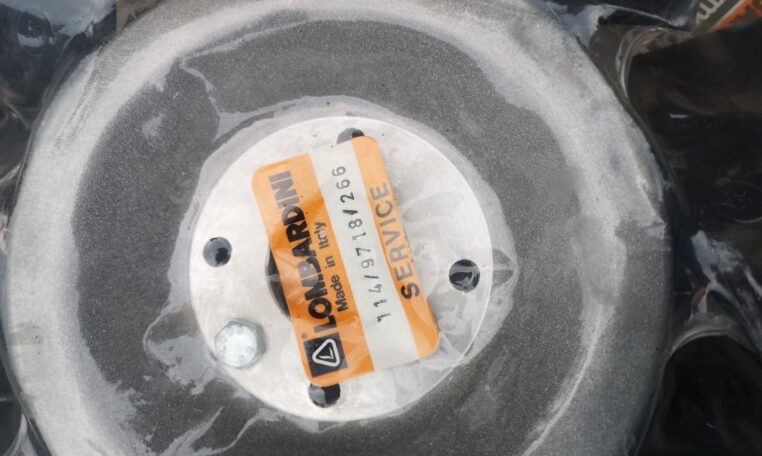 LOMBARDINI
Made in Italy
114/9718/266
SERVICE